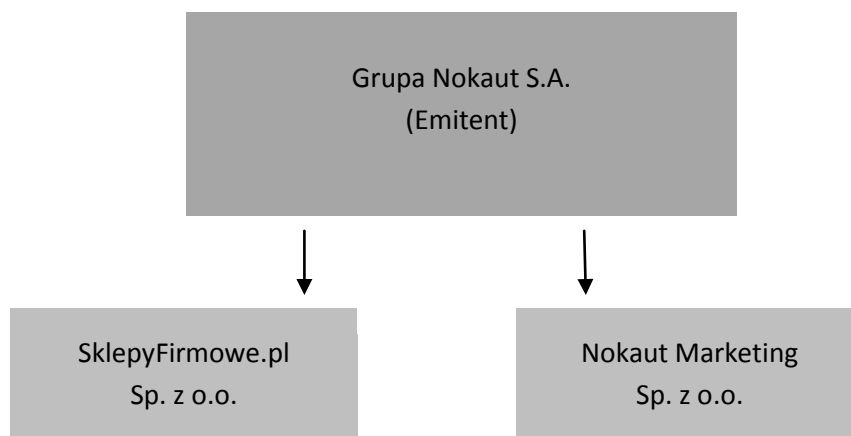 Grupa Nokaut S.A.
(Emitent)
SklepyFirmowe.pl
Sp. z o.o.
Nokaut Marketing
Sp. z o.o.